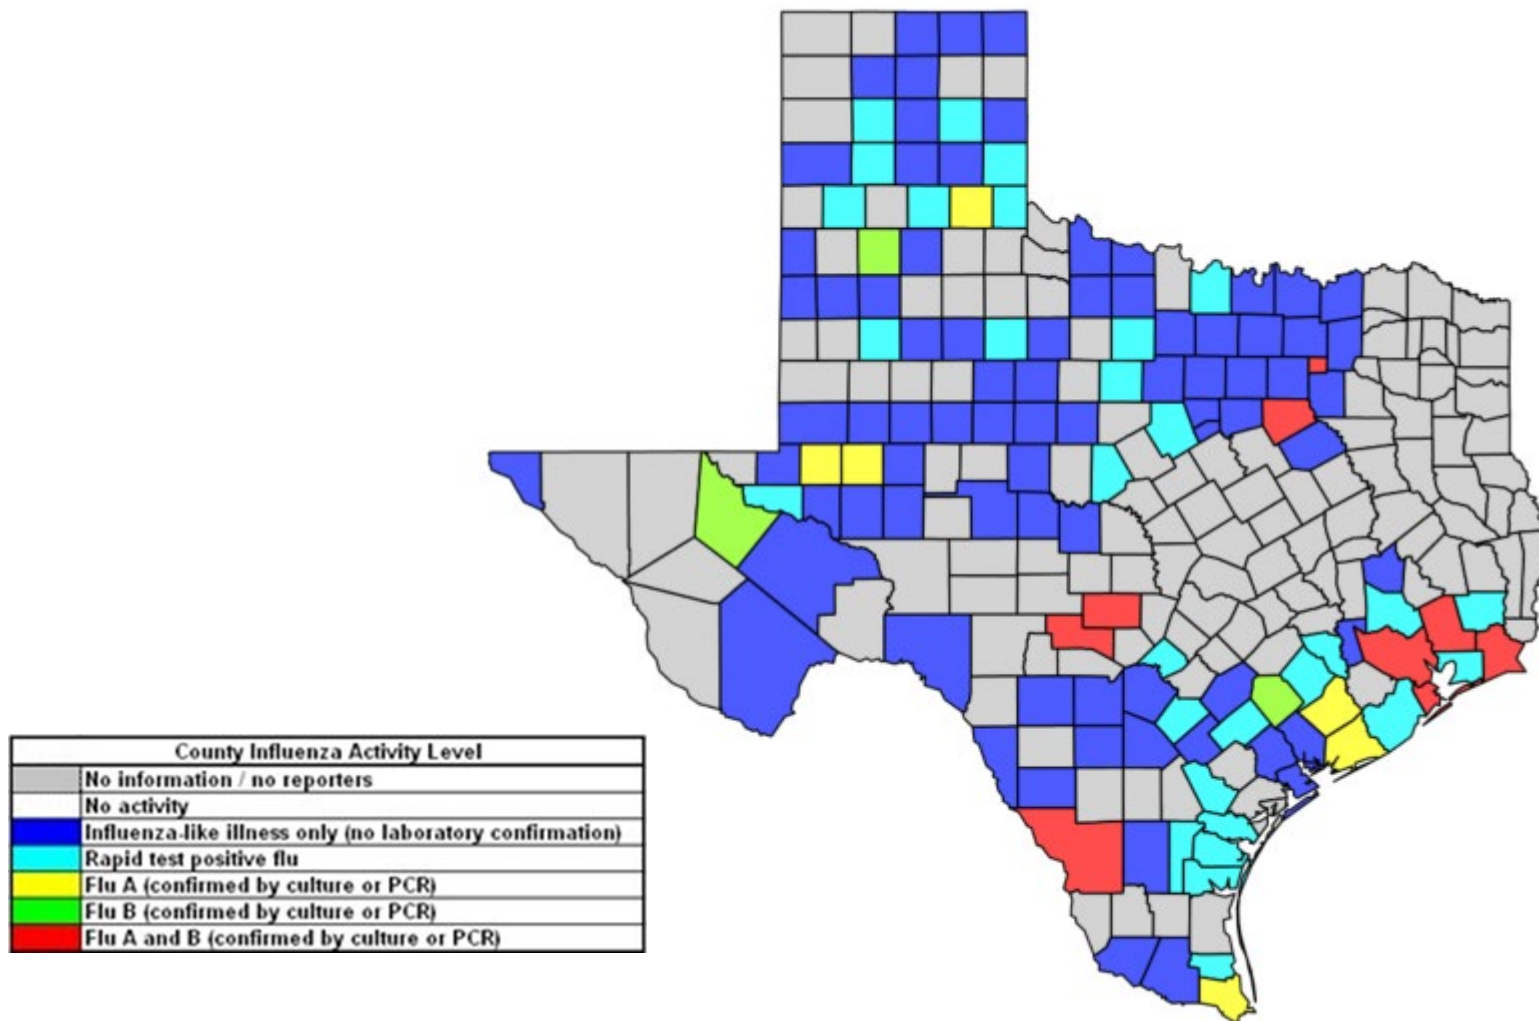 County Influenza Activity Level
No information / no reporters
No activity
Influenza-like illness only (no laboratory confirmation)
Rapid test positive flu
Flu A (confirmed by culture or PCR)
Flu B (confirmed by culture or PCR)
Flu A and B (confirmed by culture or PCR)